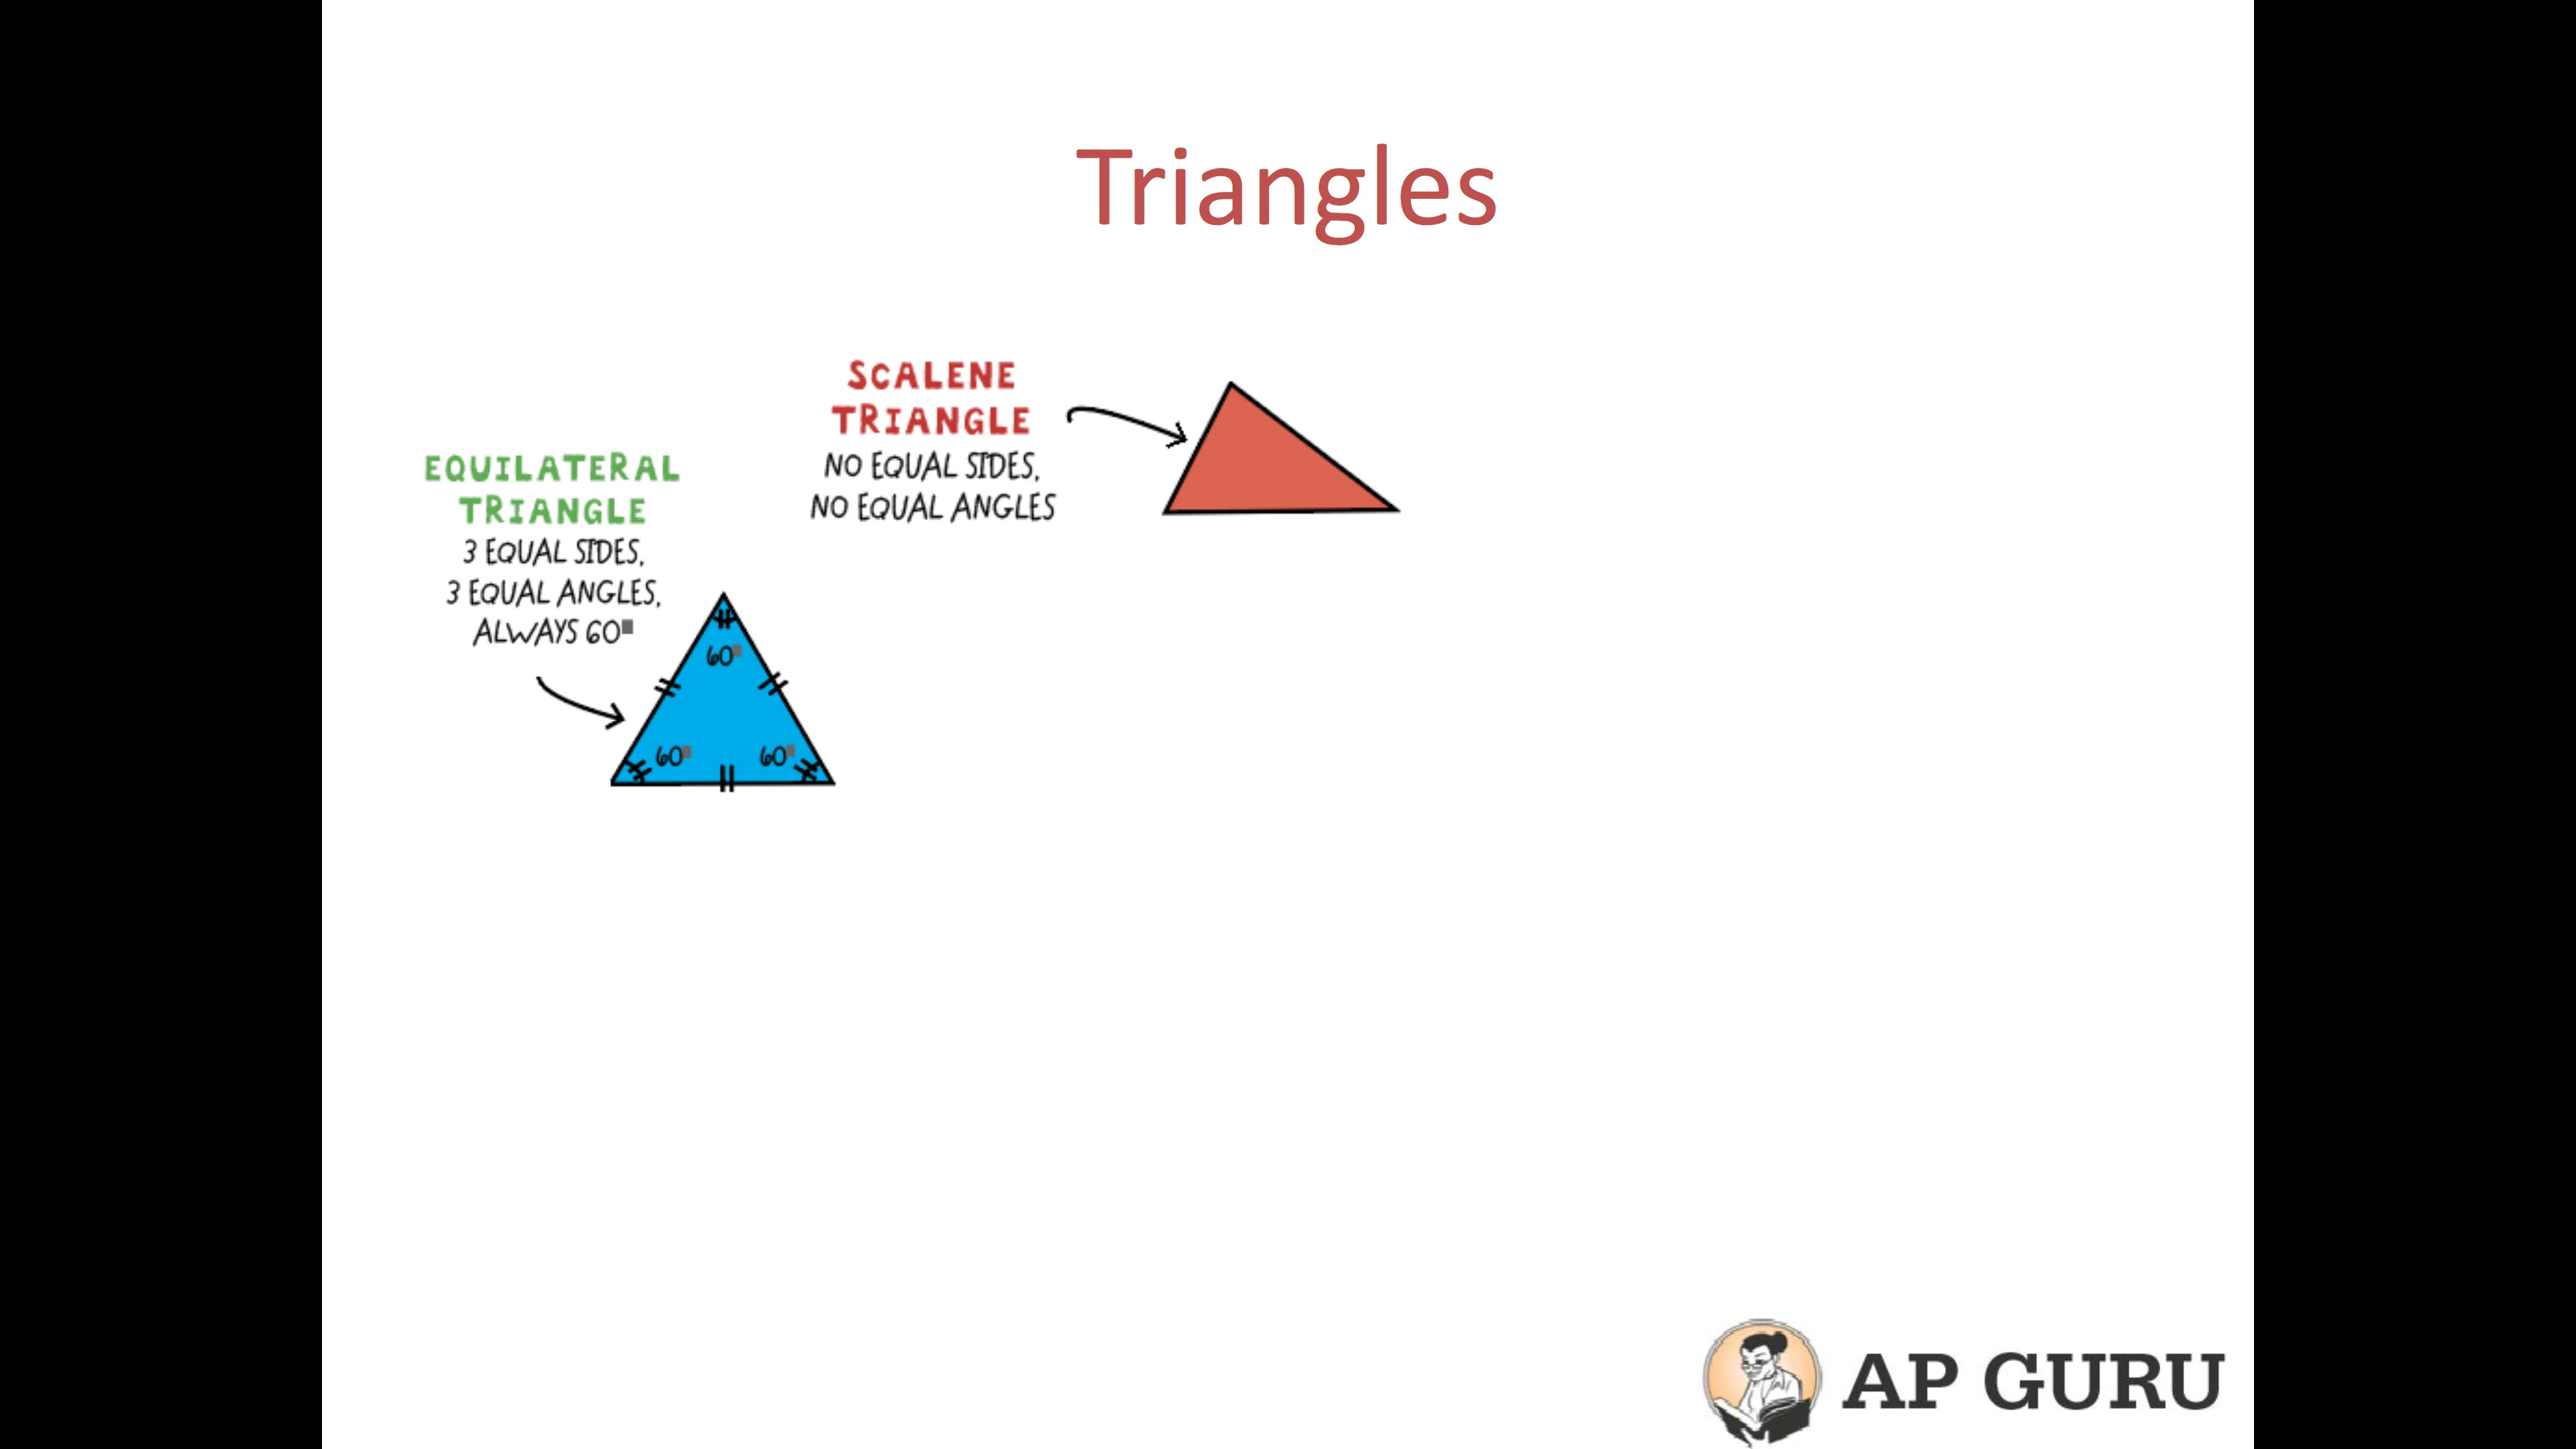 Triangles
SCALENE
TRIANGLE
NO EQUAL SIDES,
NO EQUAL ANGLES
EQUILATERAL
TRIANGLE
3 EQUAL SIDES,
3 EQUAL ANGLES,
ALWAYS 60
60
60 60
AP GURU